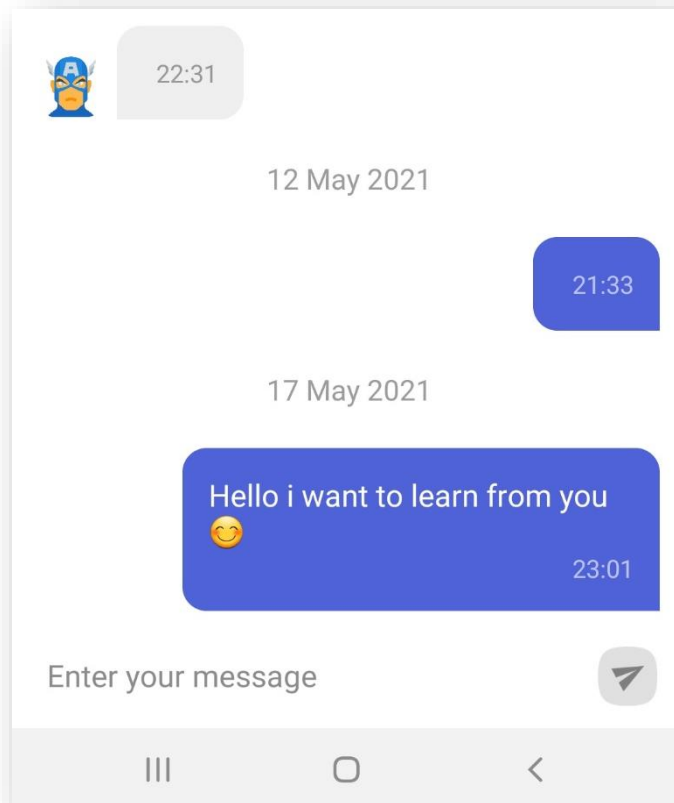 22:31
12 May 2021
21:33
17 May 2021
Hello i want to learn from you
😊
23:01
Enter your message